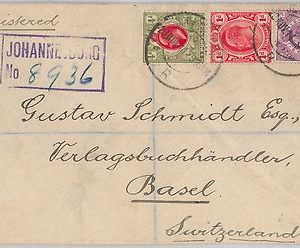 istered
JOHANNESBURG
No 8936
Gustav Schmidt Esq.,
Verlagsbuchhändler,
Basel
Switzerland